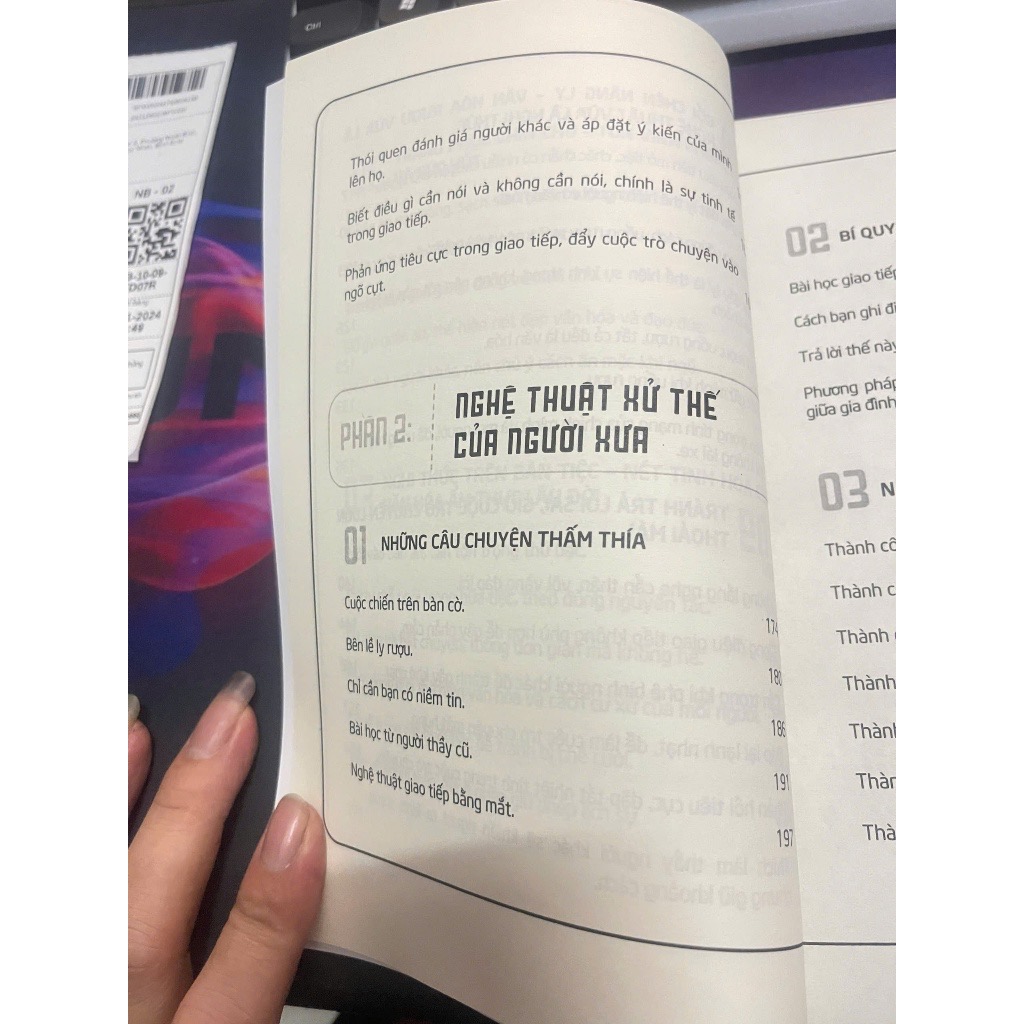 Ctrl
NB - 02
Thói quen đánh giá người khác và áp đặt ý kiến của mình
lên họ.
Biết điều gì cần nói và không cần nói, chính là sự tinh tế
trong giao tiếp.
Phản ứng tiêu cực trong giao tiếp, đẩy cuộc trò chuyện vào
ngõ cụt.
PHẦN 2:
NGHỆ THUẬT XỬ THẾ
CỦA NGƯỜI XƯA
01 NHỮNG CÂU CHUYỆN THẤM THÍA
Cuộc chiến trên bàn cờ. 174
Bên lề ly rượu. 180
Chỉ cần bạn có niềm tin. 186
Bài học từ người thầy cũ. 191
Nghệ thuật giao tiếp bằng mắt. 197
02 BÍ QUY
Bài học giao tiếp
Cách bạn ghi đi
Trả lời thế này
Phương pháp
giữa gia đình
03 N
Thành cô
Thành c
Thành
Thành
Thành
Thàn
Thà